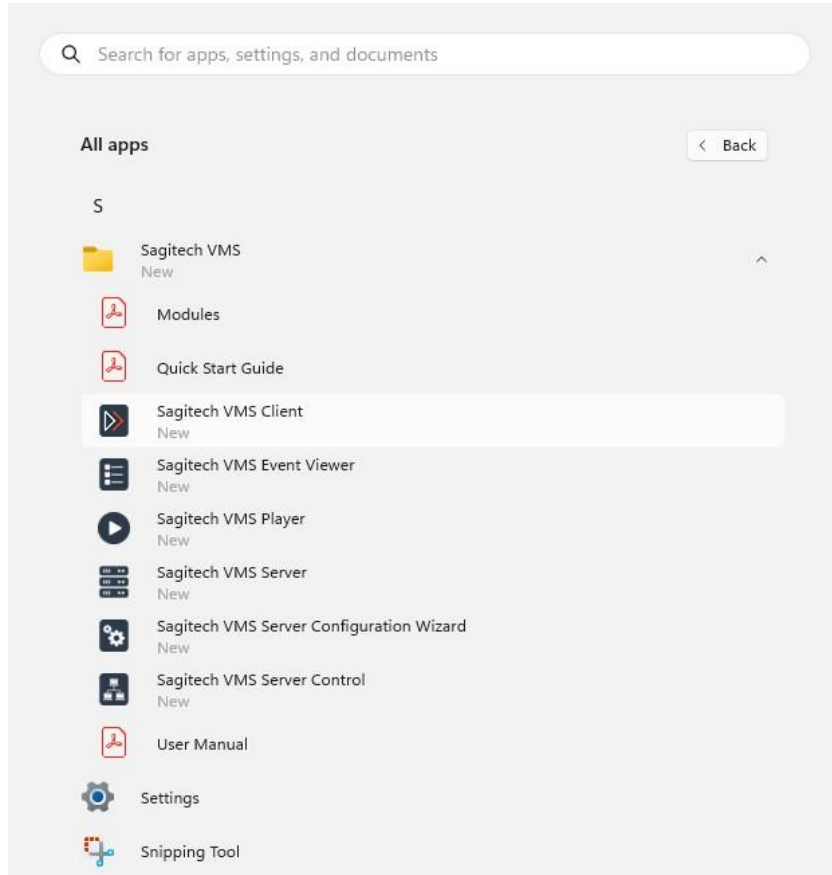 Search for apps, settings, and documents
All apps
Back
S
Sagitech VMS
New
Modules
Quick Start Guide
Sagitech VMS Client
New
Sagitech VMS Event Viewer
New
Sagitech VMS Player
New
Sagitech VMS Server
New
Sagitech VMS Server Configuration Wizard
New
Sagitech VMS Server Control
New
User Manual
Settings
Snipping Tool